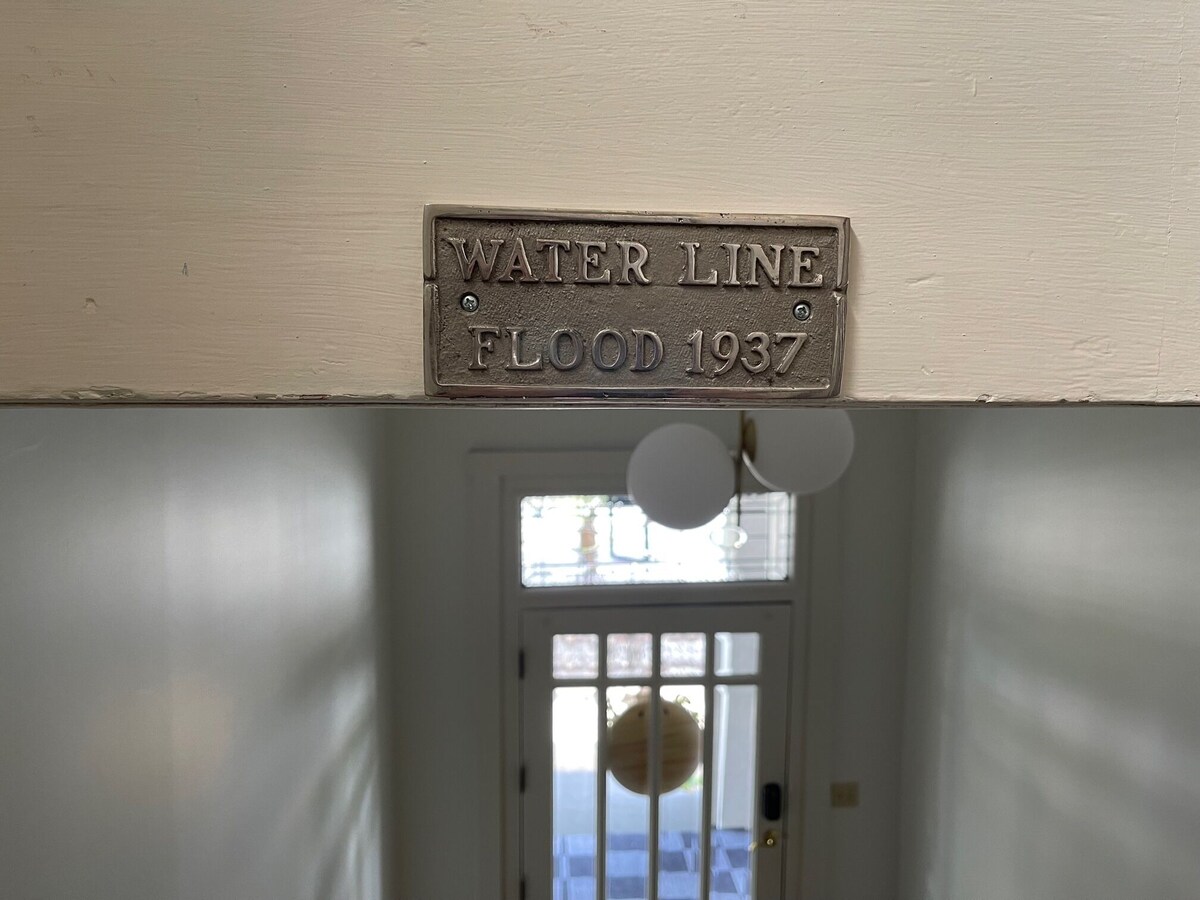 WATER LINE
FLOOD 1937